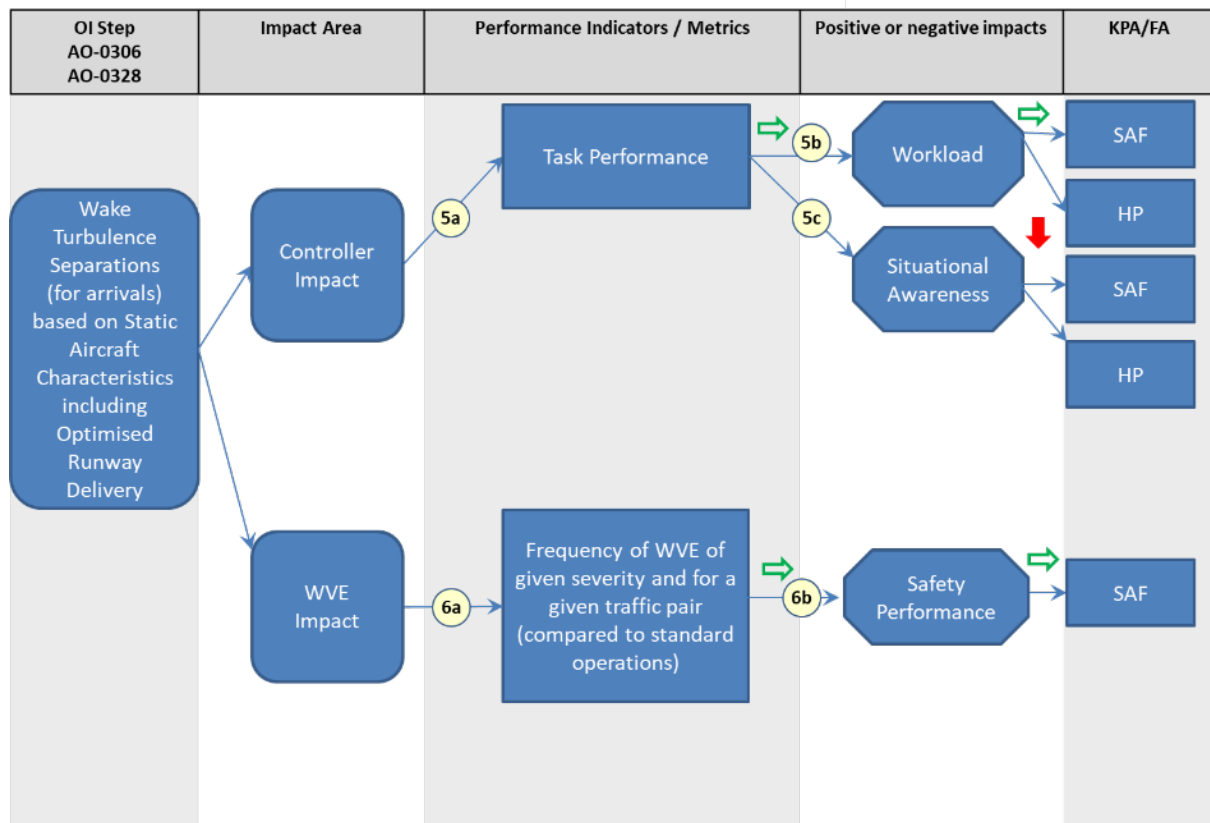 OI Step
AO-0306
AO-0328
Impact Area
Performance Indicators / Metrics
Positive or negative impacts
KPA/FA
Wake
Turbulence
Separations
(for arrivals)
based on Static
Aircraft
Characteristics
including
Optimised
Runway
Delivery
Controller
Impact
5a
Task Performance
5b
Workload
SAF
HP
5c
Situational
Awareness
SAF
HP
WVE
Impact
6a
Frequency of WVE of
given severity and for a
given traffic pair
(compared to standard
operations)
6b
Safety
Performance
SAF